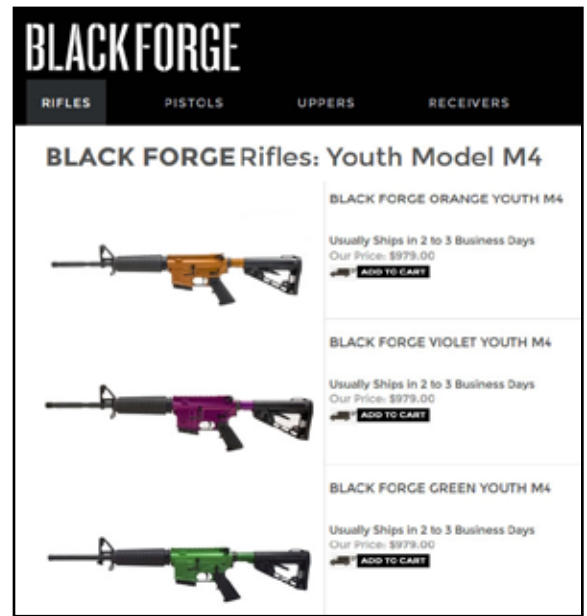 BLACK FORGE
RIFLES PISTOLS UPPERS RECEIVERS
BLACK FORGE Rifles: Youth Model M4
BLACK FORGE ORANGE YOUTH M4
Usually Ships in 2 to 3 Business Days
Our Price: $979.00
ADD TO CART
BLACK FORGE VIOLET YOUTH M4
Usually Ships in 2 to 3 Business Days
Our Price: $979.00
ADD TO CART
BLACK FORGE GREEN YOUTH M4
Usually Ships in 2 to 3 Business Days
Our Price: $979.00
ADD TO CART